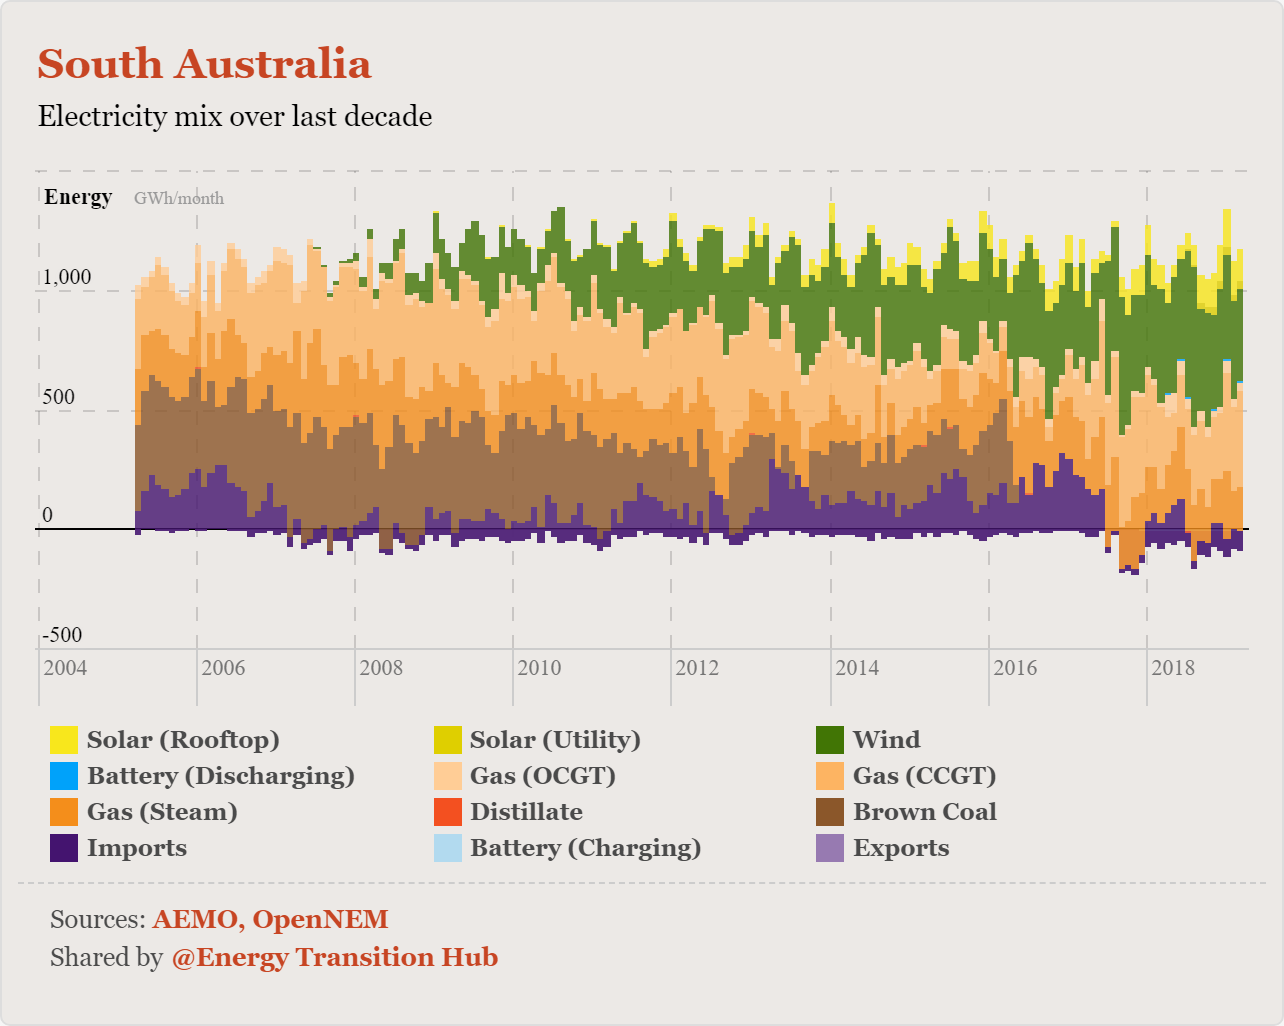 South Australia
Electricity mix over last decade
Energy GWh/month
1,000
500
0
-500
2004 2006 2008 2010 2012 2014 2016 2018
Solar (Rooftop) Solar (Utility) Wind
Battery (Discharging) Gas (OCGT) Gas (CCGT)
Gas (Steam) Distillate Brown Coal
Imports Battery (Charging) Exports
Sources: AEMO, OpenNEM
Shared by @Energy Transition Hub